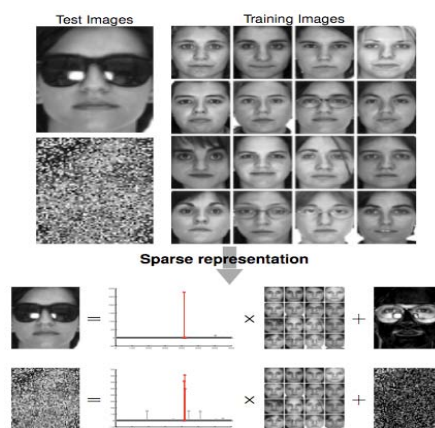 Test Images
Training Images
Sparse representation
=
×
+
=
×
+